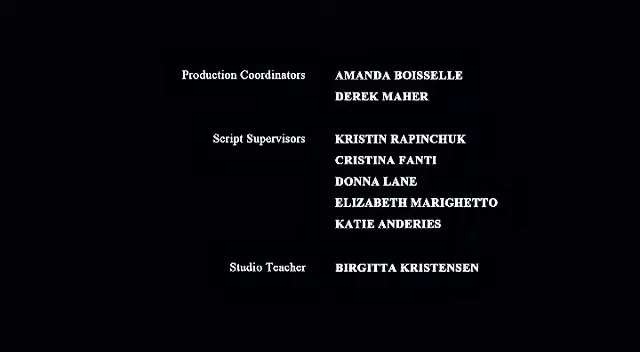 Production Coordinators AMANDA BOISSELLE
DEREK MAHER
Script Supervisors KRISTIN RAPINCHUK
CRISTINA FANTI
DONNA LANE
ELIZABETH MARIGHETTO
KATIE ANDERIES
Studio Teacher BIRGITTA KRISTENSEN